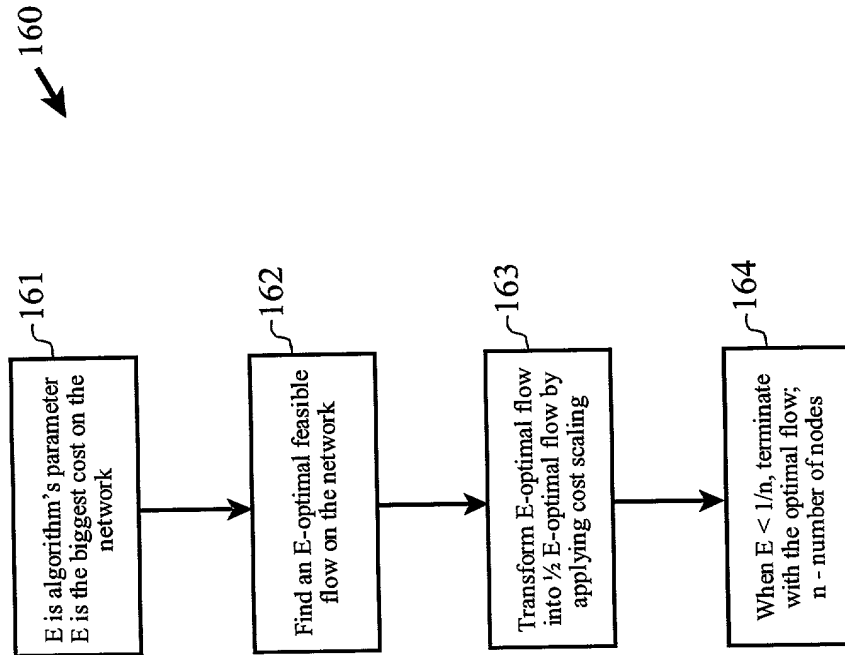 160
161
E is algorithm's parameter
E is the biggest cost on the
network
162
Find an E-optimal feasible
flow on the network
163
Transform E-optimal flow
into ½ E-optimal flow by
applying cost scaling
164
When E < 1/n, terminate
with the optimal flow;
n - number of nodes